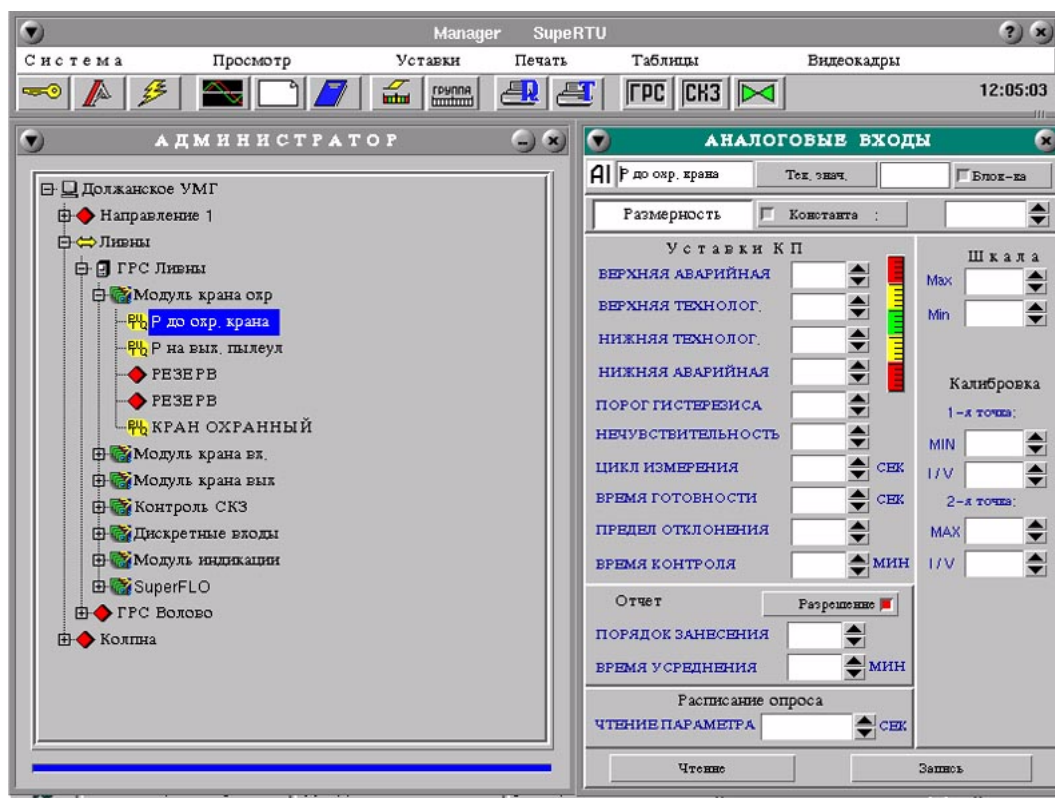 Manager SupeRTU
Система Просмотр Уставки Печать Таблицы Видеокадры
ГРУППА ГРС СКЗ 12:05:03
АДМИНИСТРАТОР
Должанское УМГ
Направление 1
Ливны
ГРС Ливны
Модуль крана охр
Р до охр. крана
Р на вых. пылеул
РЕЗЕРВ
РЕЗЕРВ
КРАН ОХРАННЫЙ
Модуль крана вх.
Модуль крана вых
Контроль СКЗ
Дискретные входы
Модуль индикации
SuperFLO
ГРС Волово
Колпна
АНАЛОГОВЫЕ ВХОДЫ
AI Р до охр. крана Тек. знач. Блок-ка
Размерность Константа :
Уставки КП
ВЕРХНЯЯ АВАРИЙНАЯ
ВЕРХНЯЯ ТЕХНОЛОГ.
НИЖНЯЯ ТЕХНОЛОГ.
НИЖНЯЯ АВАРИЙНАЯ
ПОРОГ ГИСТЕРЕЗИСА
НЕЧУВСТВИТЕЛЬНОСТЬ
ЦИКЛ ИЗМЕРЕНИЯ СЕК
ВРЕМЯ ГОТОВНОСТИ СЕК
ПРЕДЕЛ ОТКЛОНЕНИЯ
ВРЕМЯ КОНТРОЛЯ МИН
Шкала
Max
Min
Калибровка
1-я точка:
MIN
I/V
2-я точка:
MAX
I/V
Отчет Разрешение
ПОРЯДОК ЗАНЕСЕНИЯ
ВРЕМЯ УСРЕДНЕНИЯ МИН
Расписание опроса
ЧТЕНИЕ ПАРАМЕТРА СЕК
Чтение Запись